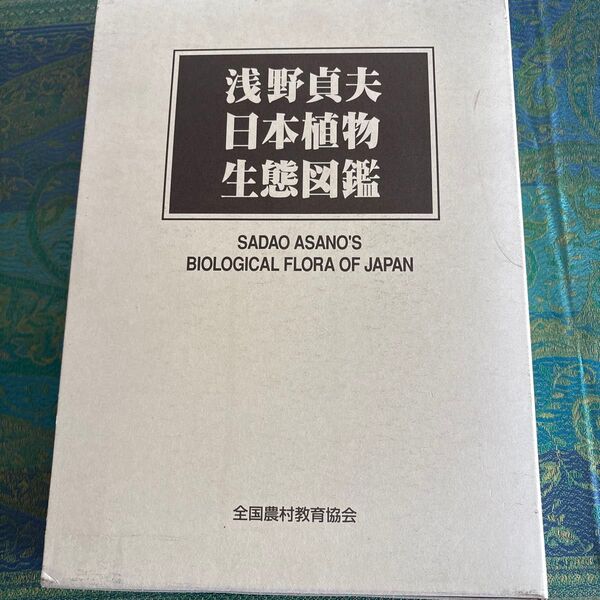 浅野貞夫
日本植物
生態図鑑
SADAO ASANO'S
BIOLOGICAL FLORA OF JAPAN
全国農村教育協会